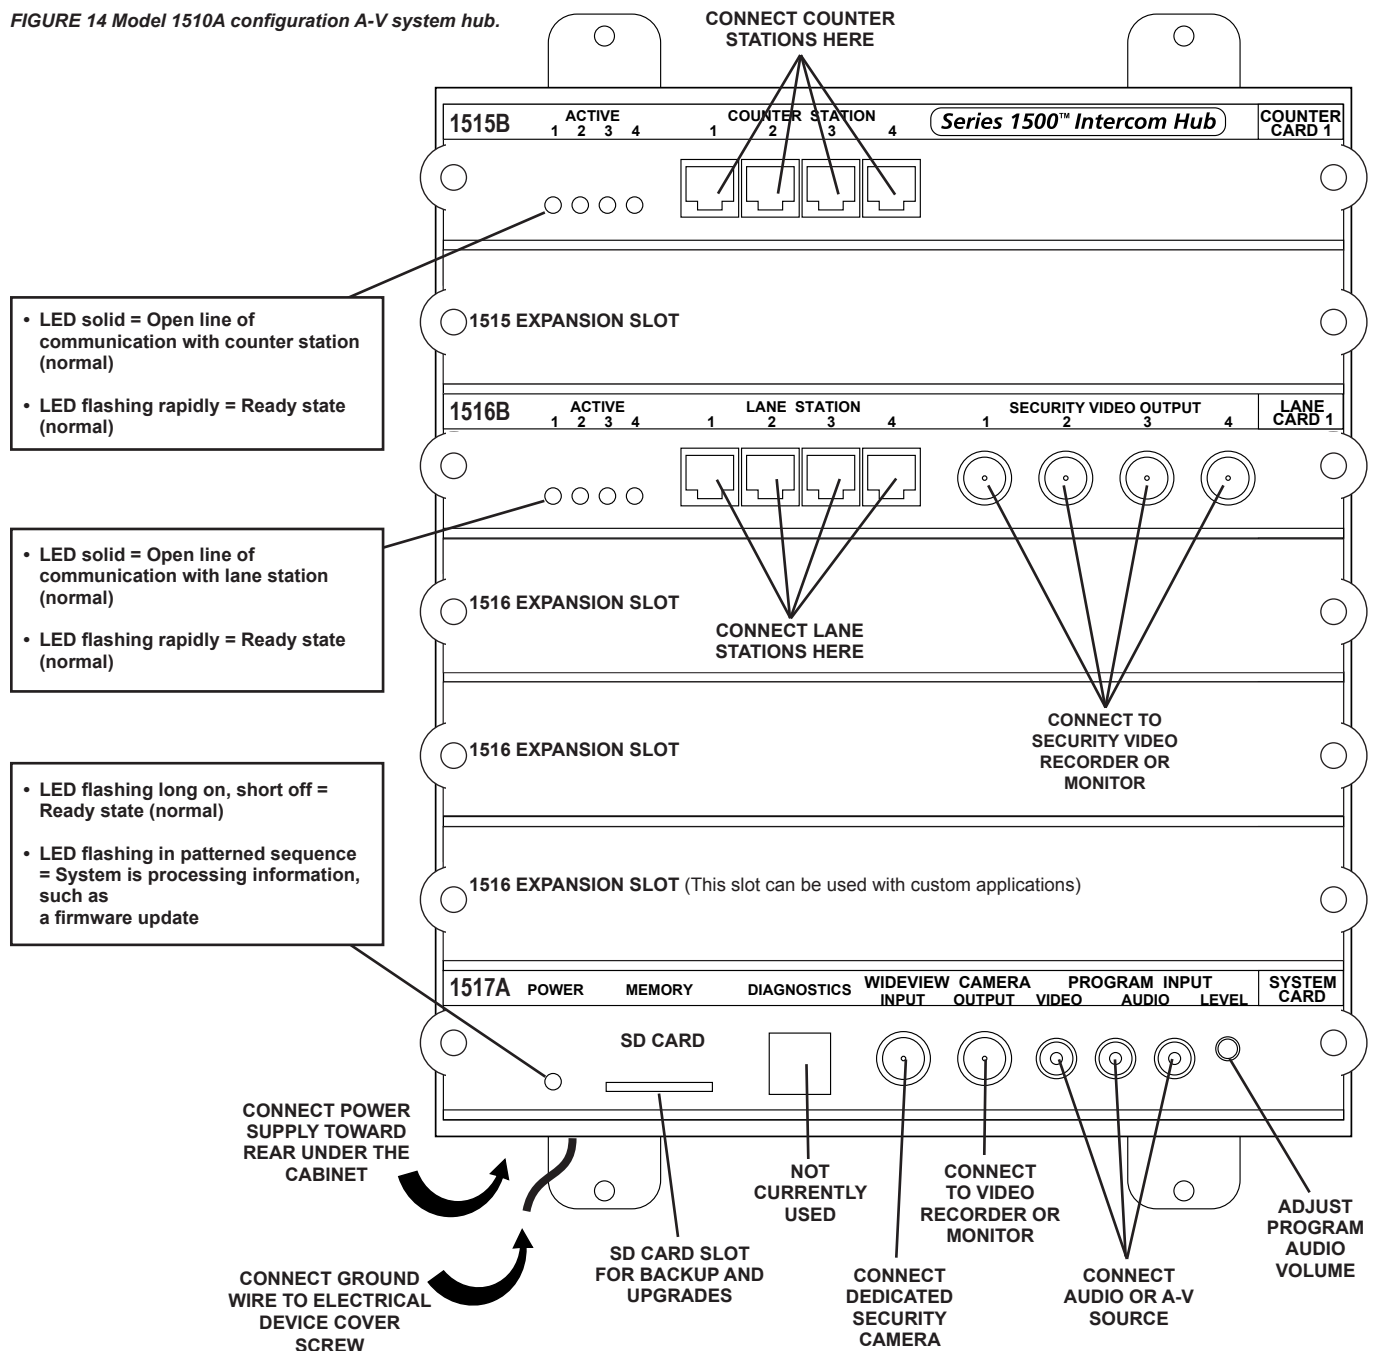 FIGURE 14 Model 1510A configuration A-V system hub.
CONNECT COUNTER
STATIONS HERE
1515B
ACTIVE
1 2 3 4
COUNTER STATION
1 2 3 4
Series 1500™ Intercom Hub
COUNTER
CARD 1
• LED solid = Open line of
communication with counter station
(normal)
• LED flashing rapidly = Ready state
(normal)
1515 EXPANSION SLOT
1516B
ACTIVE
1 2 3 4
LANE STATION
1 2 3 4
SECURITY VIDEO OUTPUT
1 2 3 4
LANE
CARD 1
• LED solid = Open line of
communication with lane station
(normal)
• LED flashing rapidly = Ready state
(normal)
1516 EXPANSION SLOT
CONNECT LANE
STATIONS HERE
1516 EXPANSION SLOT
CONNECT TO
SECURITY VIDEO
RECORDER OR
MONITOR
• LED flashing long on, short off =
Ready state (normal)
• LED flashing in patterned sequence
= System is processing information,
such as
a firmware update
1516 EXPANSION SLOT (This slot can be used with custom applications)
1517A
POWER
MEMORY
DIAGNOSTICS
WIDEVIEW CAMERA
INPUT OUTPUT
PROGRAM INPUT
VIDEO AUDIO LEVEL
SYSTEM
CARD
SD CARD
CONNECT POWER
SUPPLY TOWARD
REAR UNDER THE
CABINET
CONNECT GROUND
WIRE TO ELECTRICAL
DEVICE COVER
SCREW
SD CARD SLOT
FOR BACKUP AND
UPGRADES
NOT
CURRENTLY
USED
CONNECT
DEDICATED
SECURITY
CAMERA
CONNECT
TO VIDEO
RECORDER OR
MONITOR
CONNECT
AUDIO OR A-V
SOURCE
ADJUST
PROGRAM
AUDIO
VOLUME